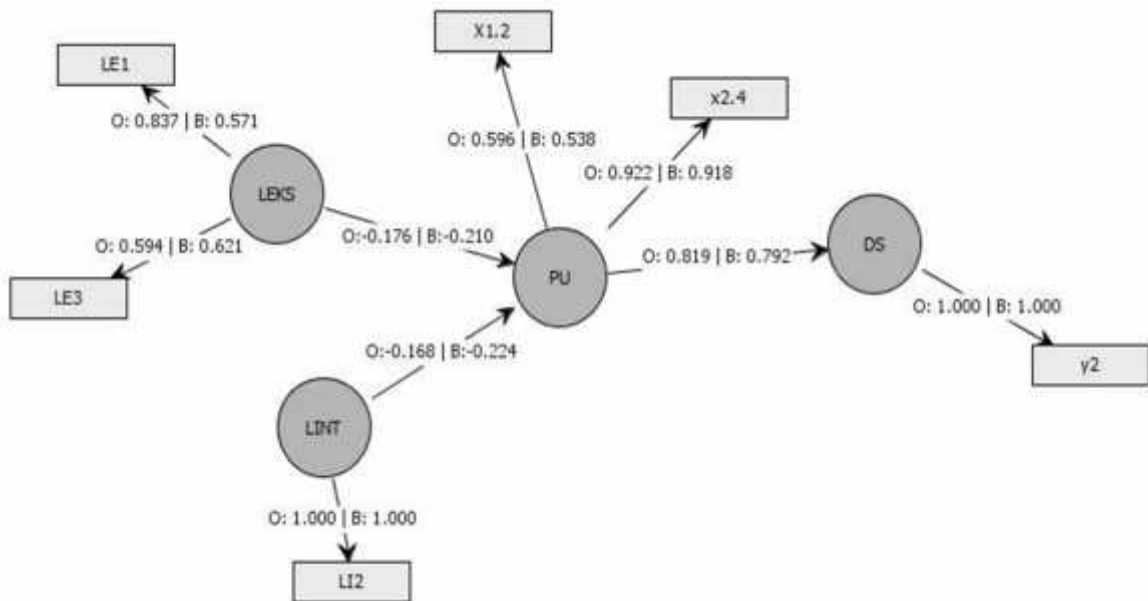 X1.2
LE1
x2.4
O: 0.837 | B: 0.571
O: 0.596 | B: 0.538
O: 0.922 | B: 0.918
LEKS
O:-0.176 | B:-0.210
DS
O: 0.594 | B: 0.621
O: 0.819 | B: 0.792
PU
LE3
O: 1.000 | B: 1.000
O:-0.168 | B:-0.224
y2
LINT
O: 1.000 | B: 1.000
LI2